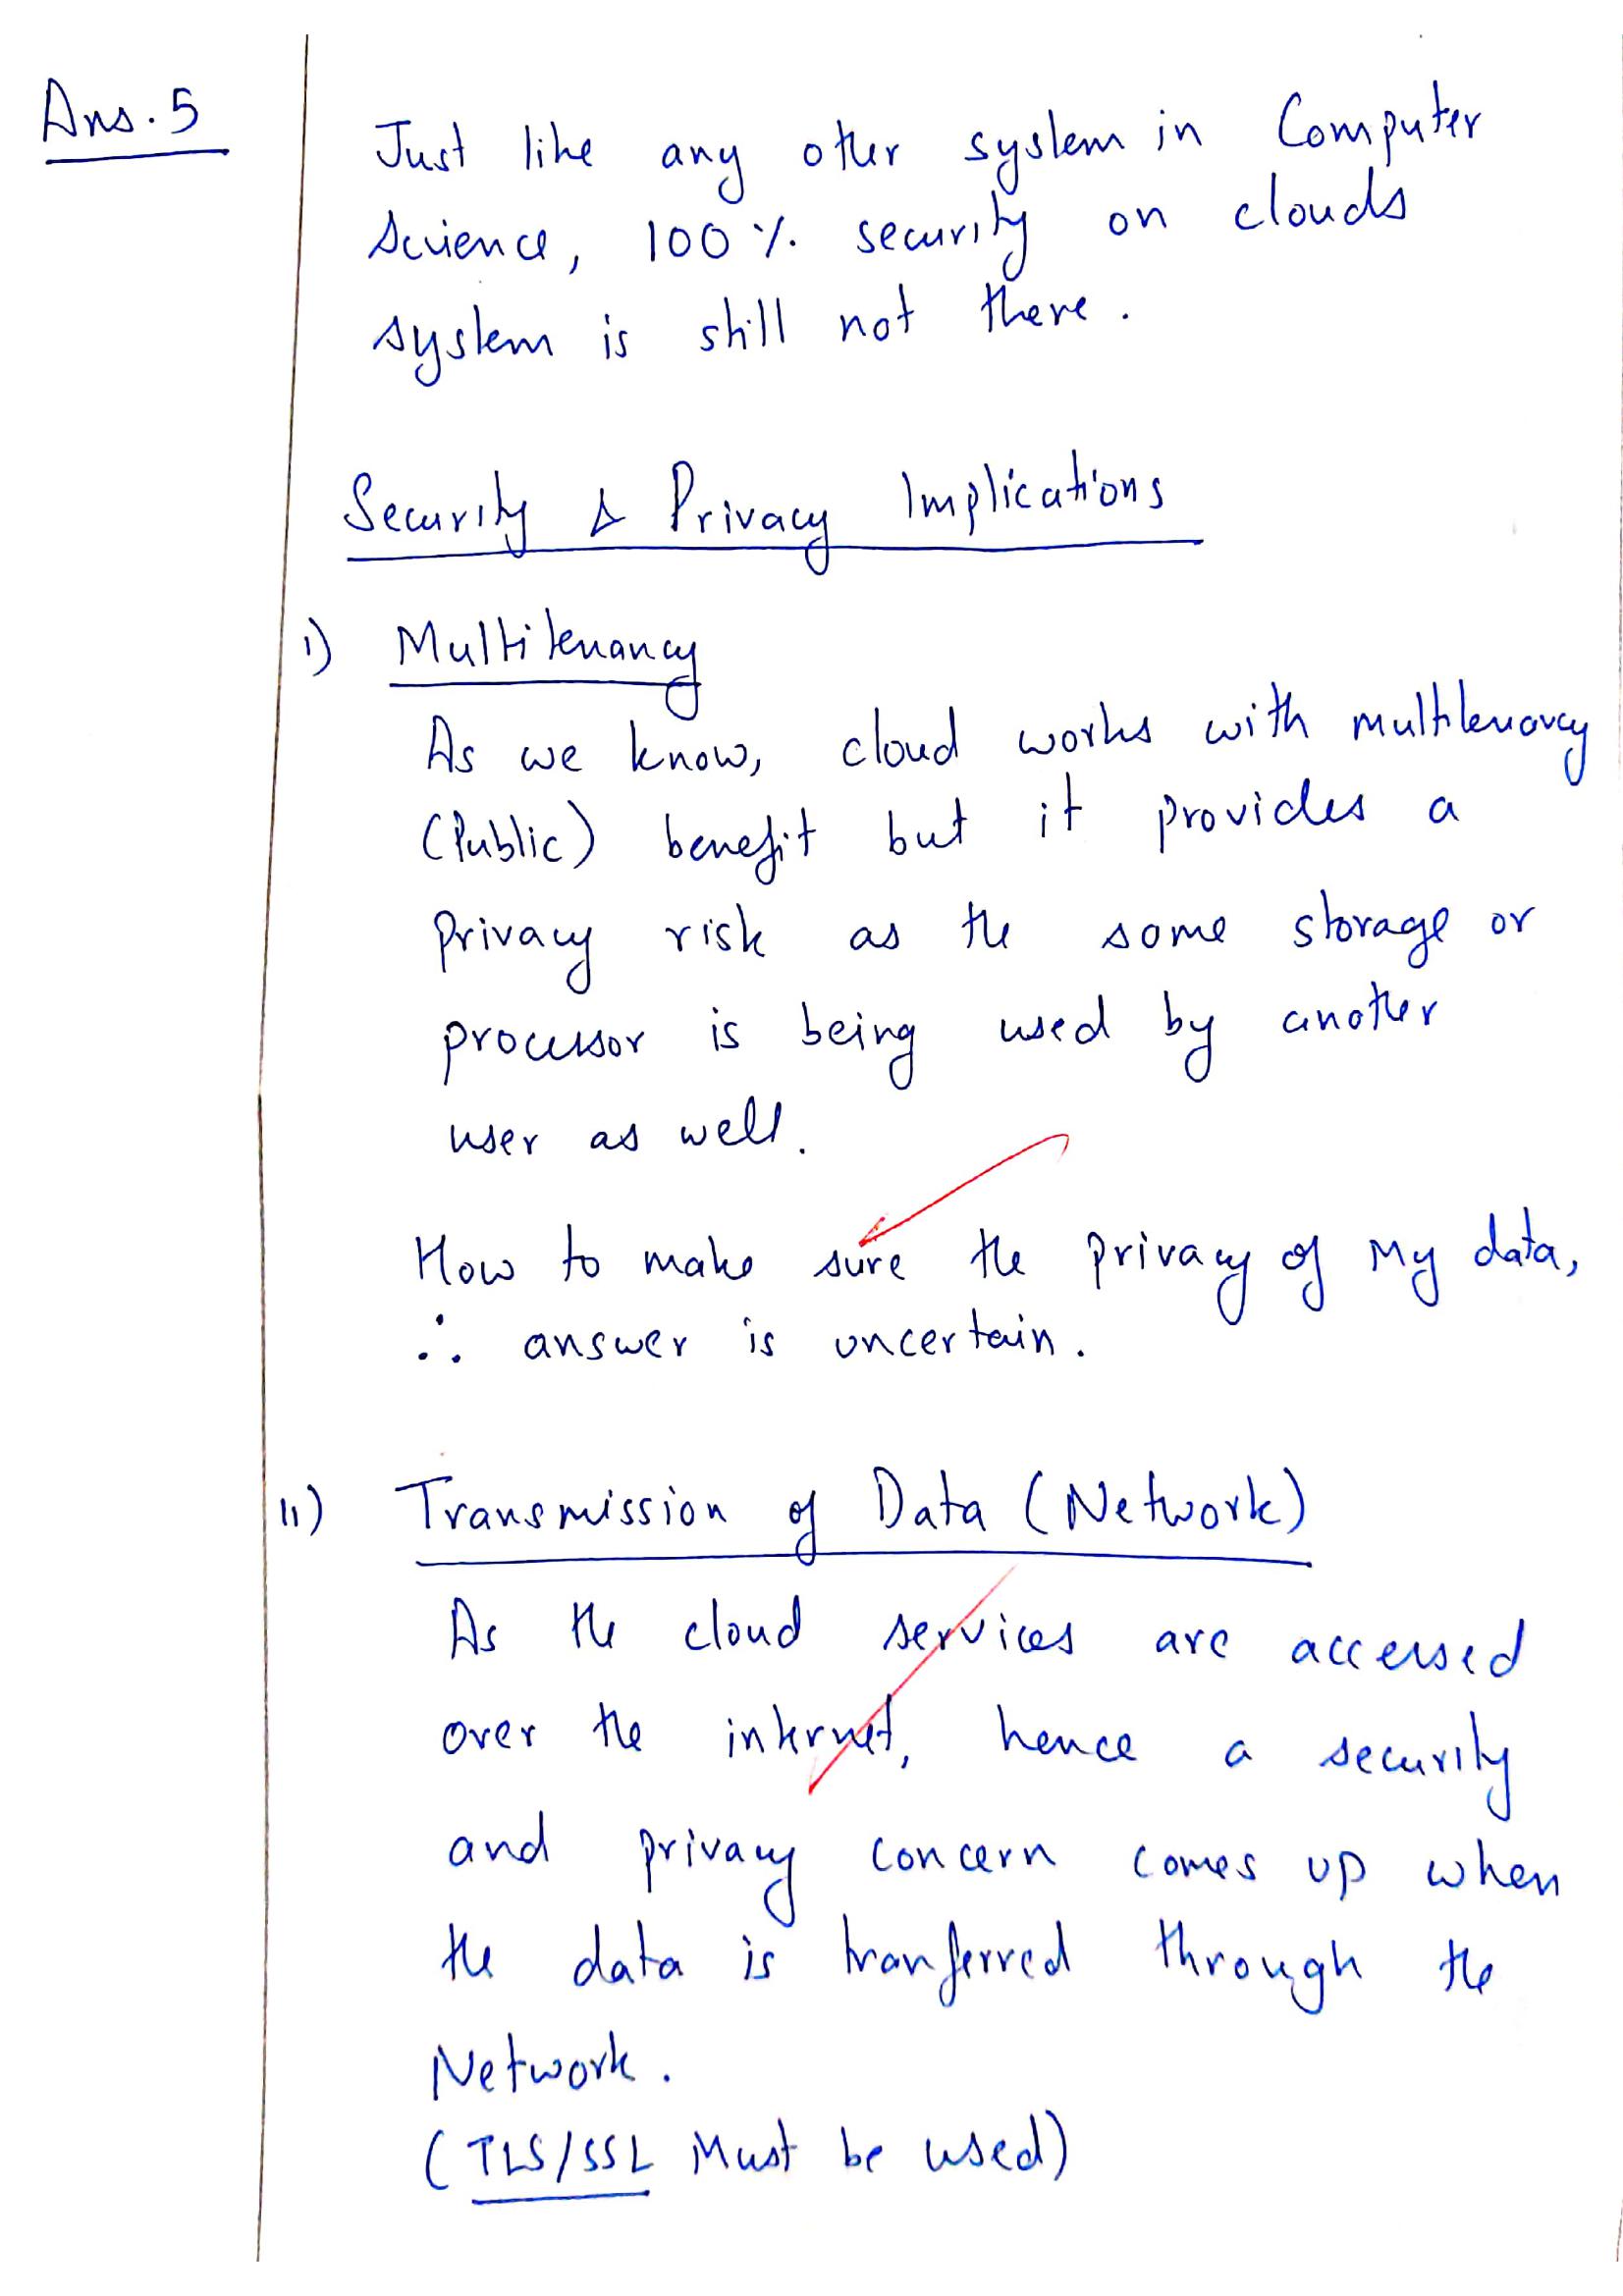 Ans. 5
Just like any other system in Computer
Science, 100 % security on clouds
system is still not there.
Security & Privacy Implications
i) Multitenancy
As we know, cloud works with multitenancy
(Public) benefit but it provides a
privacy risk as the same storage or
processor is being used by another
user as well.
How to make sure the privacy of My data,
∴ answer is uncertain.
ii) Transmission of Data (Network)
As the cloud services are accessed
over the internet, hence a security
and privacy concern comes up when
the data is tranferred through the
Network.
(TLS/SSL Must be used)